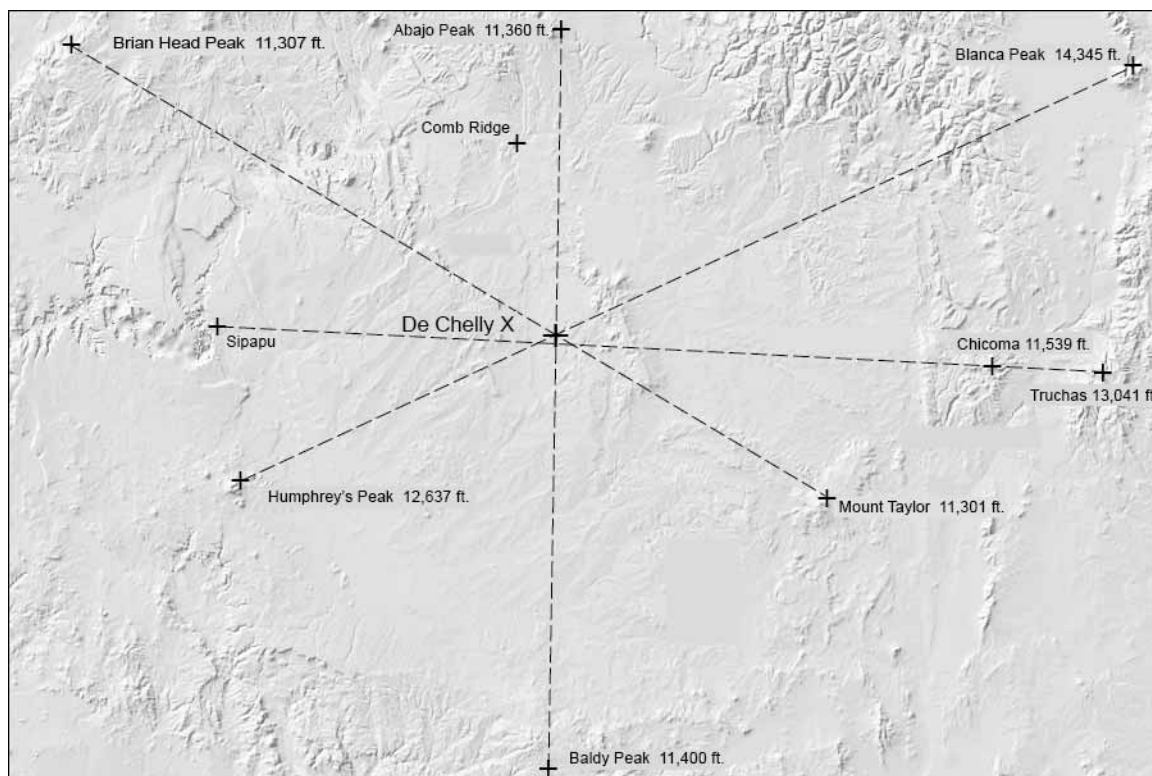 Abajo Peak 11,360 ft.
Brian Head Peak 11,307 ft.
Blanca Peak 14,345 ft.
Comb Ridge
De Chelly X
Sipapu
Chicoma 11,539 ft.
Truchas 13,041 ft
Humphrey's Peak 12,637 ft.
Mount Taylor 11,301 ft.
Baldy Peak 11,400 ft.